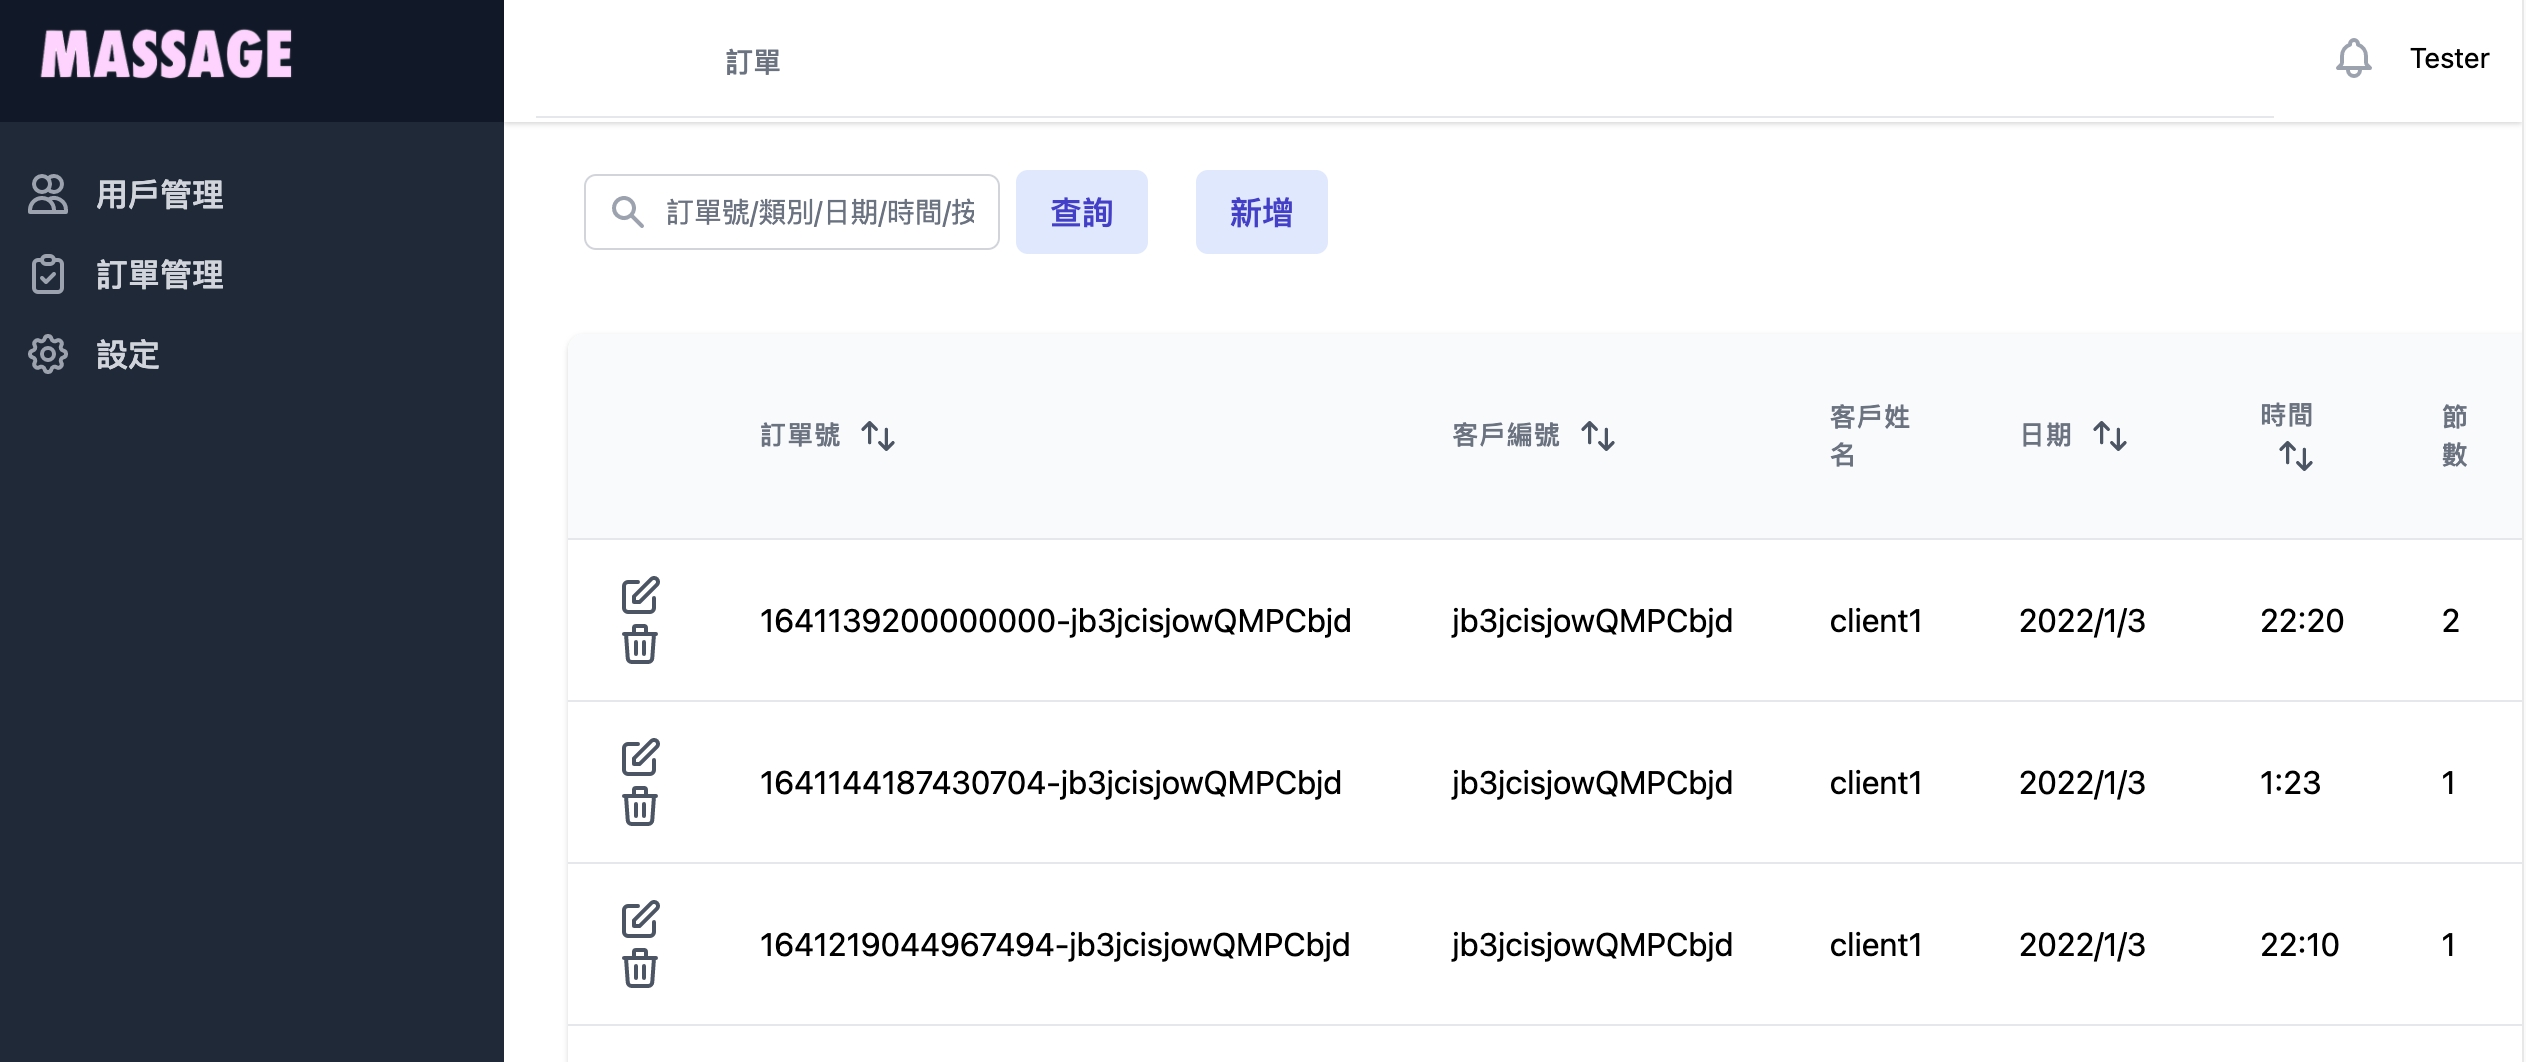 MASSAGE
訂單
Tester
用戶管理
訂單管理
設定
訂單號/類別/日期/時間/按
查詢
新增
訂單號
客戶編號
客戶姓
名
日期
時間
節
數
1641139200000000-jb3jcisjowQMPCbjd jb3jcisjowQMPCbjd client1 2022/1/3 22:20 2
1641144187430704-jb3jcisjowQMPCbjd jb3jcisjowQMPCbjd client1 2022/1/3 1:23 1
1641219044967494-jb3jcisjowQMPCbjd jb3jcisjowQMPCbjd client1 2022/1/3 22:10 1